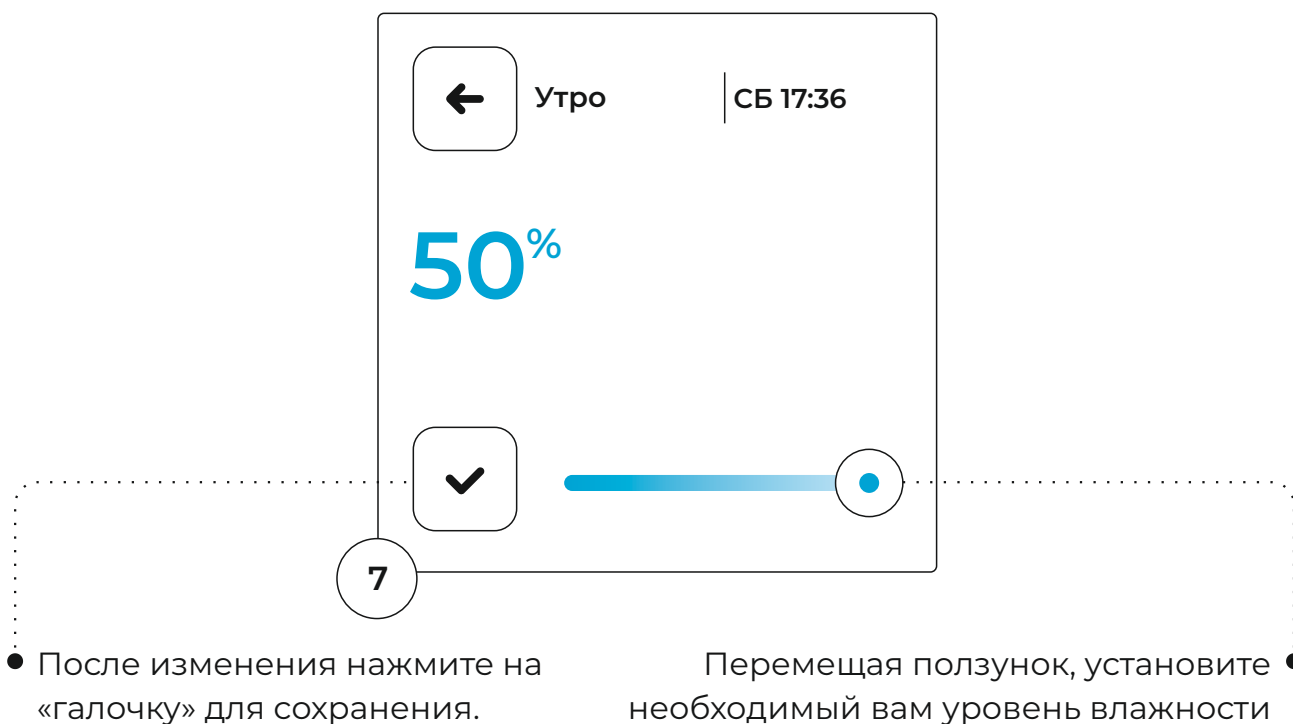 Утро
СБ 17:36
50%
7
После изменения нажмите на
«галочку» для сохранения.
Перемещая ползунок, установите
необходимый вам уровень влажности